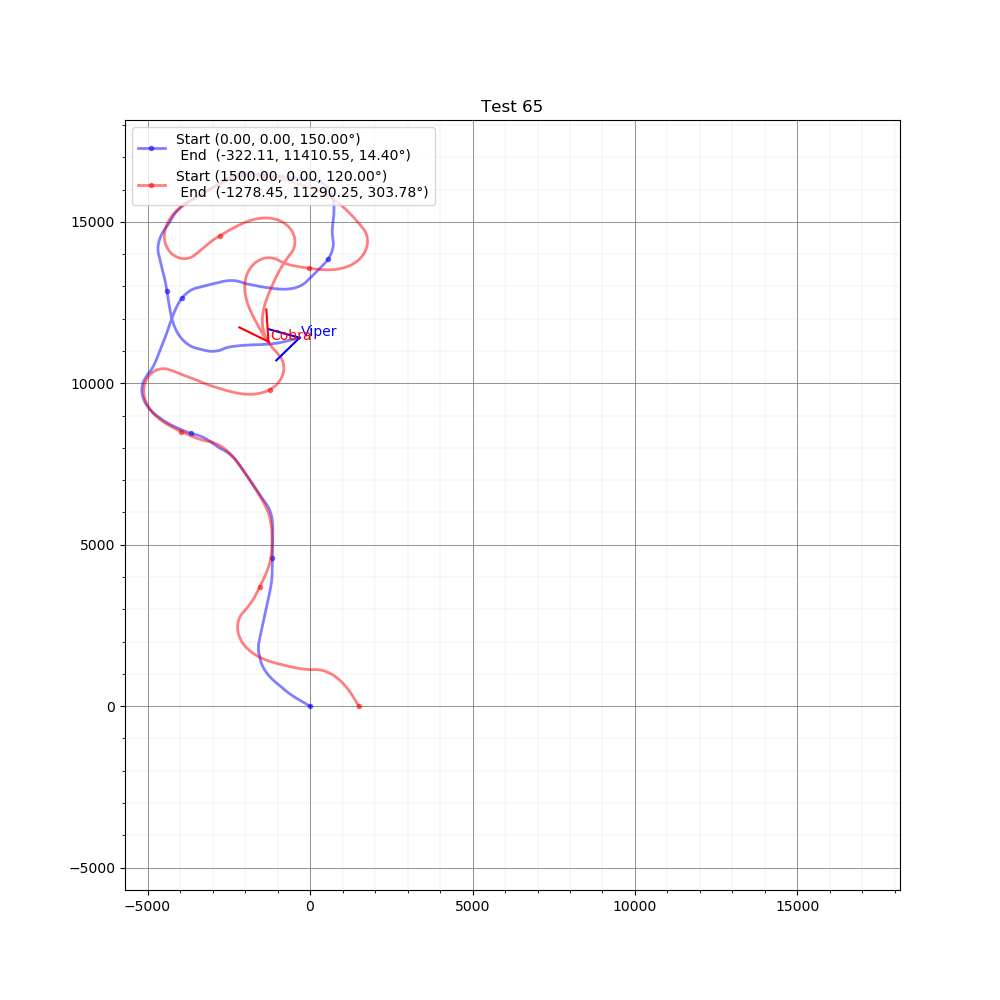 Test 65
Start (0.00, 0.00, 150.00°)
End (-322.11, 11410.55, 14.40°)
Start (1500.00, 0.00, 120.00°)
End (-1278.45, 11290.25, 303.78°)
15000
10000
5000
0
−5000
Viper
Cobra
−5000 0 5000 10000 15000